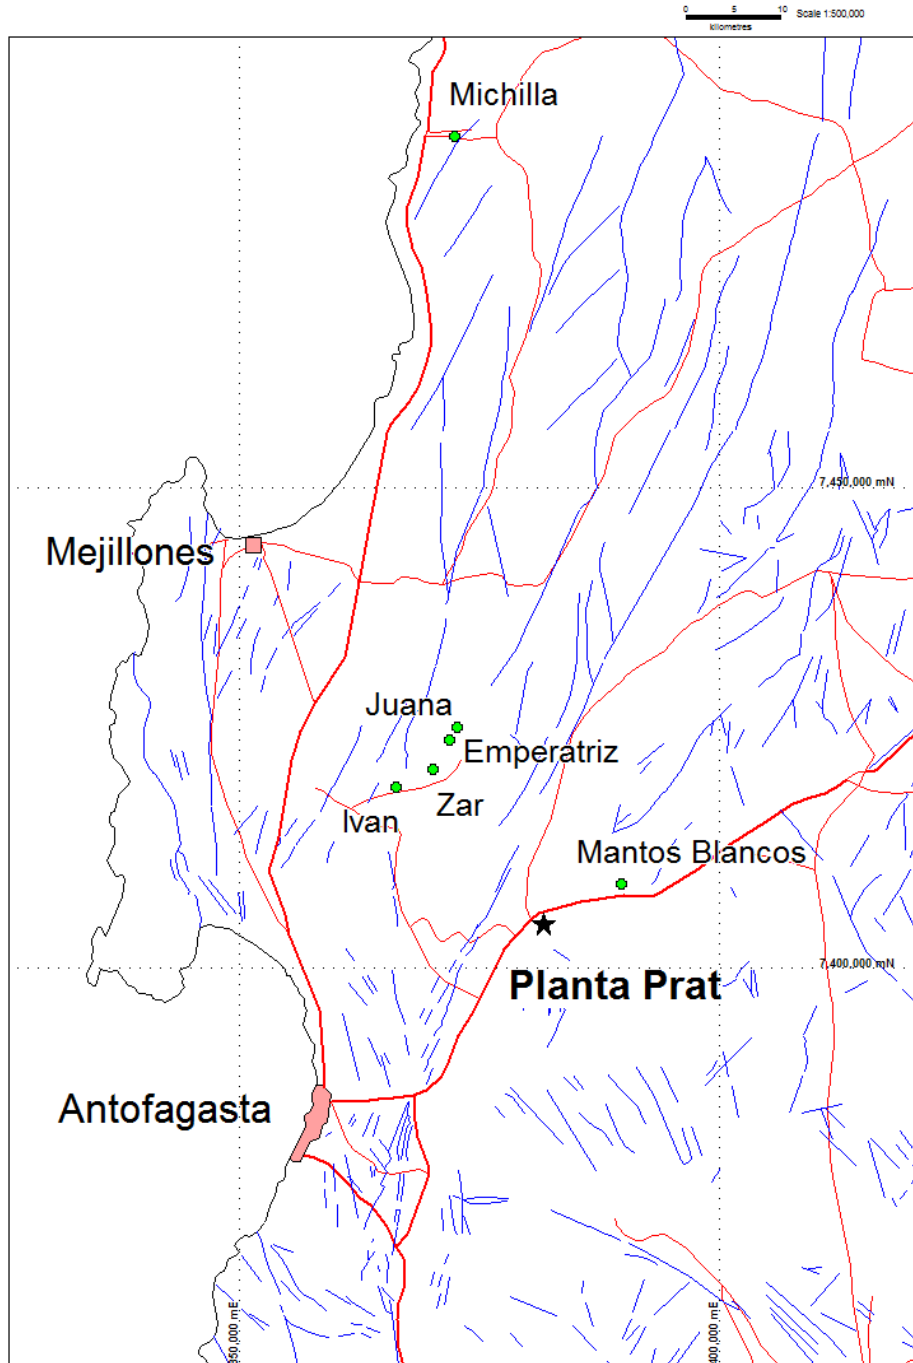 0 5 10 Scale 1:500,000
kilometres
Michilla
7,450,000 mN
Mejillones
Juana
Emperatriz
Zar
Ivan
Mantos Blancos
7,400,000 mN
Planta Prat
Antofagasta
50,000 mE
400,000 mE